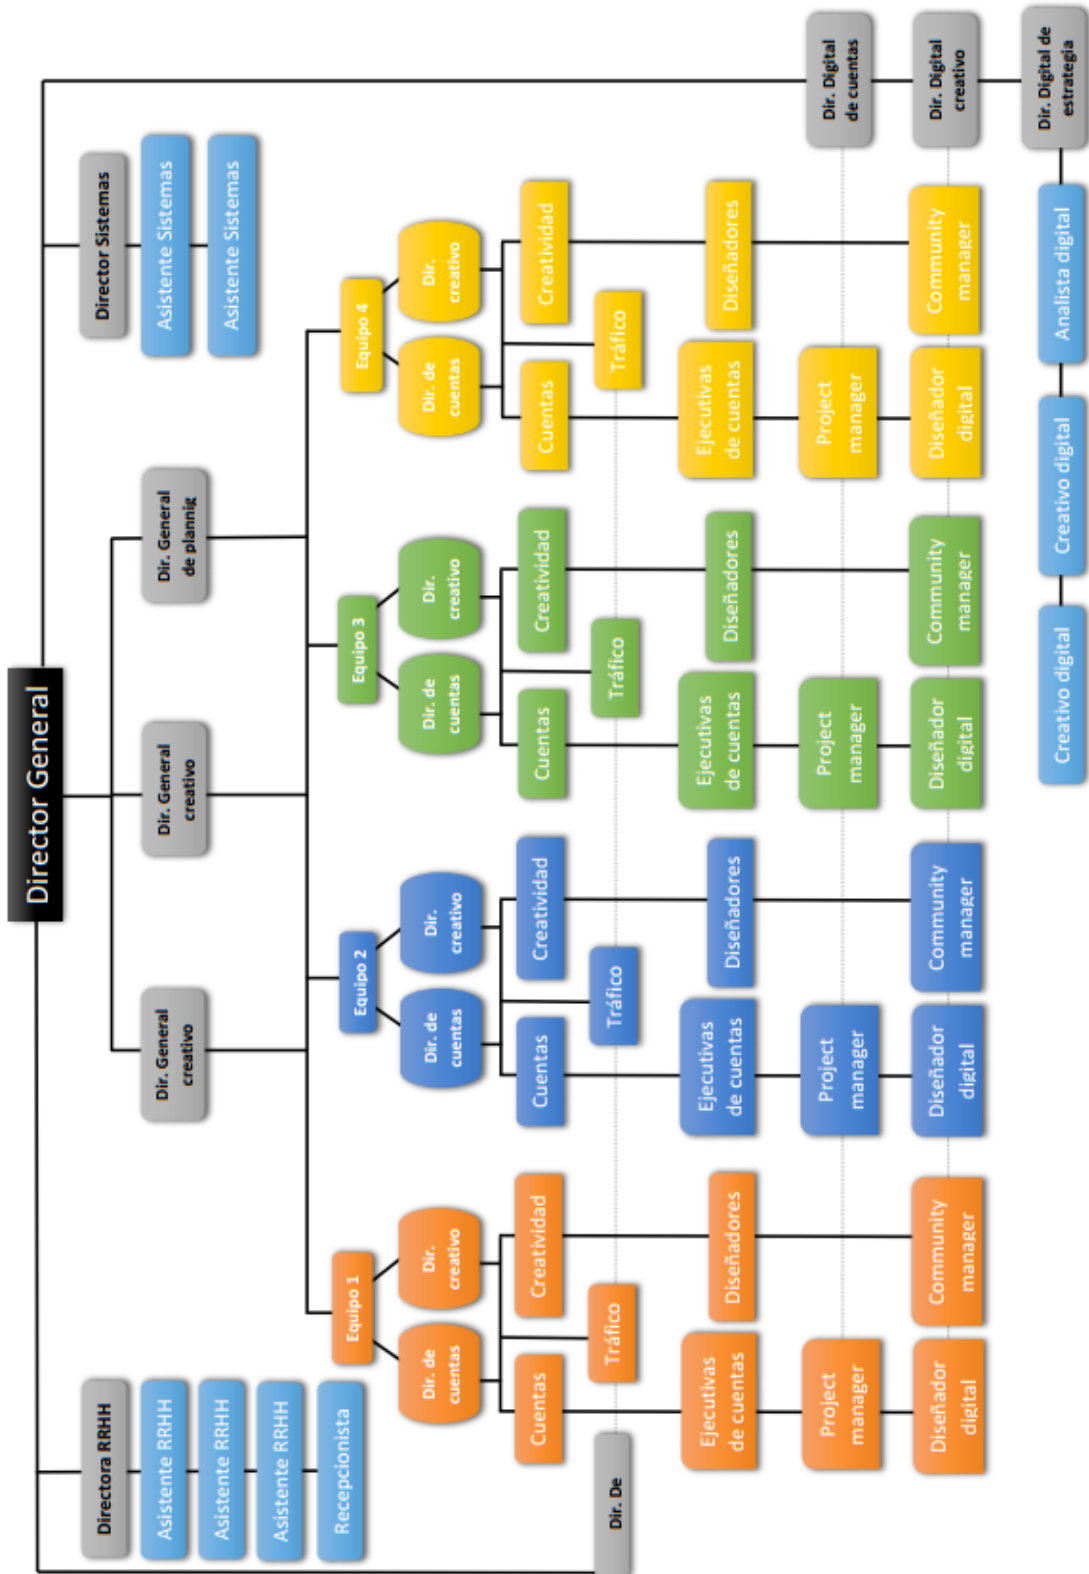 Director General
Directora RRHH
Asistente RRHH
Asistente RRHH
Asistente RRHH
Recepcionista
Dir. General
creativo
Dir. General
creativo
Dir. General
de plannig
Director Sistemas
Asistente Sistemas
Asistente Sistemas
Equipo 1
Dir. de
cuentas
Dir.
creativo
Cuentas
Creatividad
Tráfico
Ejecutivas
de cuentas
Diseñadores
Project
manager
Diseñador
digital
Community
manager
Equipo 2
Dir. de
cuentas
Dir.
creativo
Cuentas
Creatividad
Tráfico
Ejecutivas
de cuentas
Diseñadores
Project
manager
Diseñador
digital
Community
manager
Equipo 3
Dir. de
cuentas
Dir.
creativo
Cuentas
Creatividad
Tráfico
Ejecutivas
de cuentas
Diseñadores
Project
manager
Diseñador
digital
Community
manager
Equipo 4
Dir. de
cuentas
Dir.
creativo
Cuentas
Creatividad
Tráfico
Ejecutivas
de cuentas
Diseñadores
Project
manager
Diseñador
digital
Community
manager
Dir. De
Dir. Digital
de cuentas
Dir. Digital
creativo
Dir. Digital de
estrategia
Creativo digital
Creativo digital
Analista digital